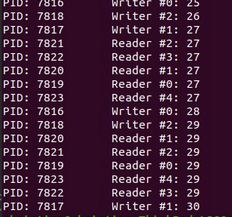 PID: 7816 Writer #0: 25
PID: 7818 Writer #2: 26
PID: 7817 Writer #1: 27
PID: 7821 Reader #2: 27
PID: 7822 Reader #3: 27
PID: 7820 Reader #1: 27
PID: 7819 Reader #0: 27
PID: 7823 Reader #4: 27
PID: 7816 Writer #0: 28
PID: 7818 Writer #2: 29
PID: 7820 Reader #1: 29
PID: 7821 Reader #2: 29
PID: 7819 Reader #0: 29
PID: 7823 Reader #4: 29
PID: 7822 Reader #3: 29
PID: 7817 Writer #1: 30